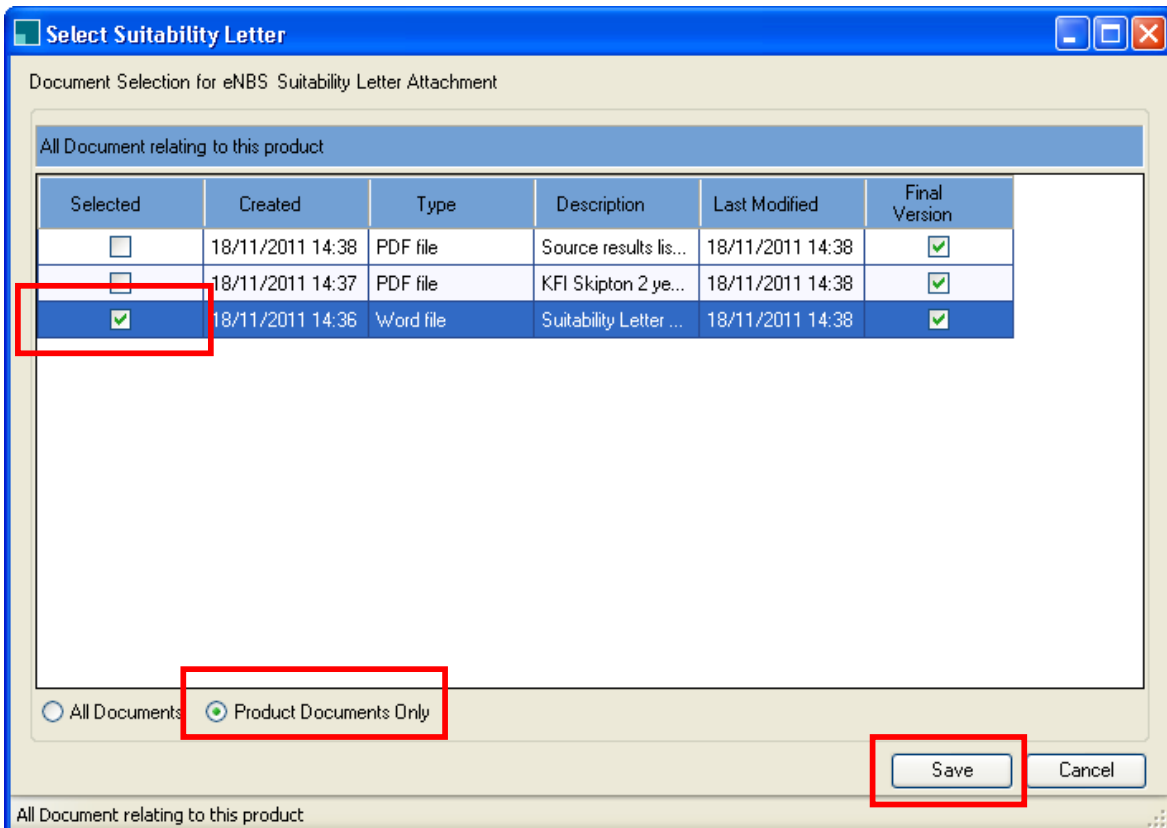 Select Suitability Letter
Document Selection for eNBS Suitability Letter Attachment
All Document relating to this product
Selected Created Type Description Last Modified Final Version
18/11/2011 14:38 PDF file Source results lis... 18/11/2011 14:38
18/11/2011 14:37 PDF file KFI Skipton 2 ye... 18/11/2011 14:38
18/11/2011 14:36 Word file Suitability Letter ... 18/11/2011 14:38
All Documents Product Documents Only
Save Cancel
All Document relating to this product